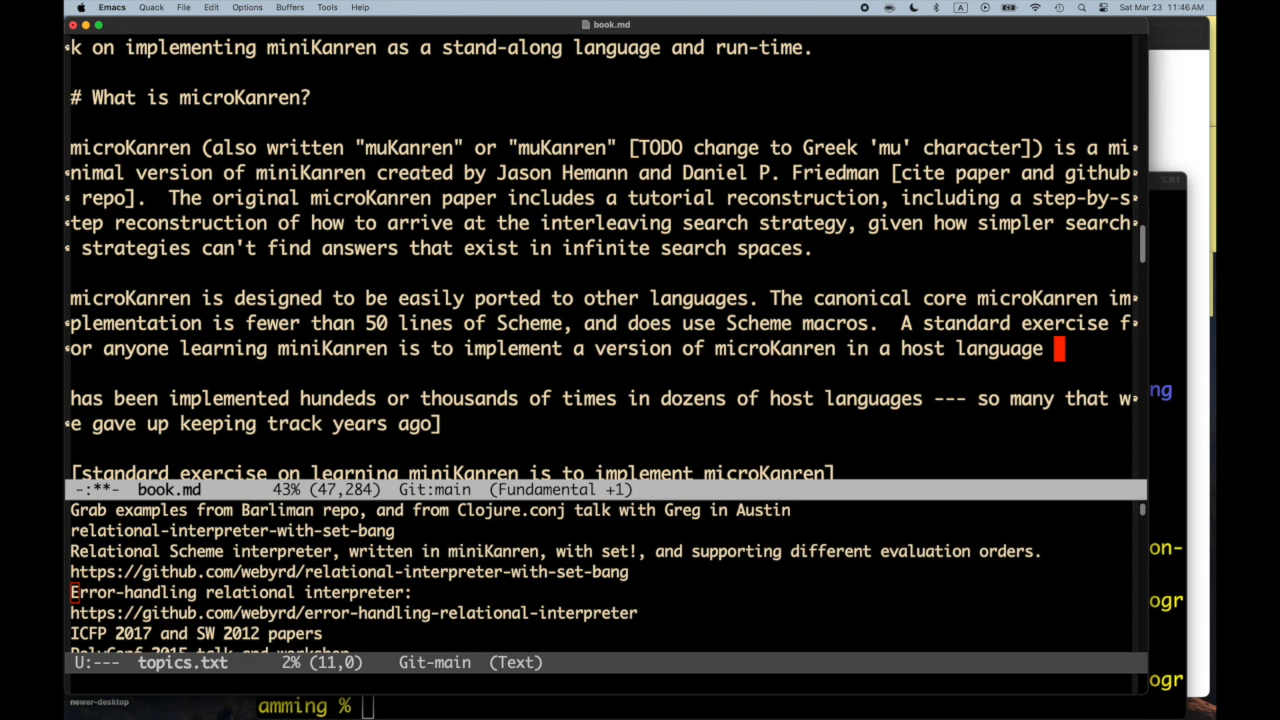 Emacs Quack File Edit Options Buffers Tools Help
A
Sat Mar 23 11:46 AM
book.md
k on implementing miniKanren as a stand-along language and run-time.
# What is microKanren?
microKanren (also written "muKanren" or "muKanren" [TODO change to Greek 'mu' character]) is a mi
nimal version of miniKanren created by Jason Hemann and Daniel P. Friedman [cite paper and github
repo].  The original microKanren paper includes a tutorial reconstruction, including a step-by-s
tep reconstruction of how to arrive at the interleaving search strategy, given how simpler search
strategies can't find answers that exist in infinite search spaces.
microKanren is designed to be easily ported to other languages. The canonical core microKanren im
plementation is fewer than 50 lines of Scheme, and does use Scheme macros.  A standard exercise f
or anyone learning miniKanren is to implement a version of microKanren in a host language
has been implemented hundeds or thousands of times in dozens of host languages --- so many that w
e gave up keeping track years ago]
[standard exercise on learning miniKanren is to implement microKanren]
-:**-  book.md  43% (47,284)  Git:main  (Fundamental +1)
Grab examples from Barliman repo, and from Clojure.conj talk with Greg in Austin
relational-interpreter-with-set-bang
Relational Scheme interpreter, written in miniKanren, with set!, and supporting different evaluation orders.
https://github.com/webyrd/relational-interpreter-with-set-bang
Error-handling relational interpreter:
https://github.com/webyrd/error-handling-relational-interpreter
ICFP 2017 and SW 2012 papers
PolyConf 2015 talk and workshop
U:---  topics.txt  2% (11,0)  Git-main  (Text)
ng
on-
ogr
ogr
newer-desktop
amming %